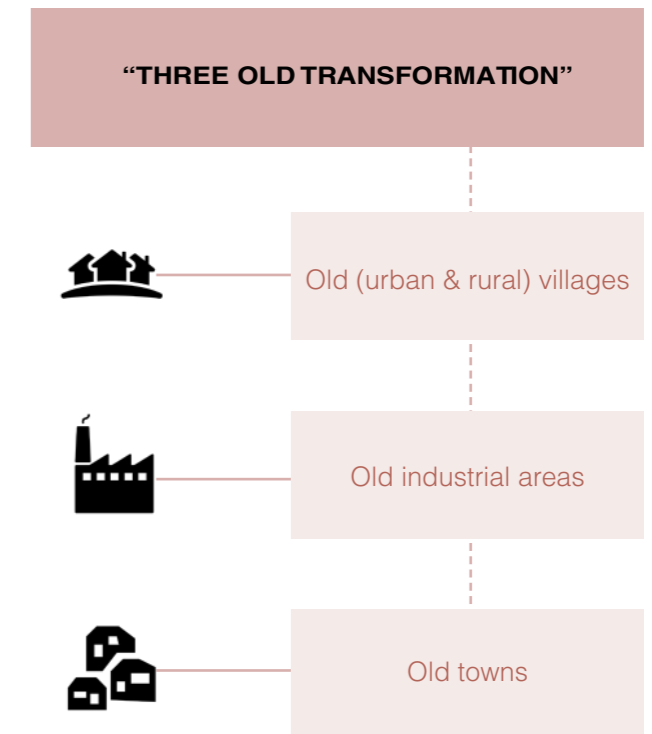 “THREE OLD TRANSFORMATION”
Old (urban & rural) villages
Old industrial areas
Old towns